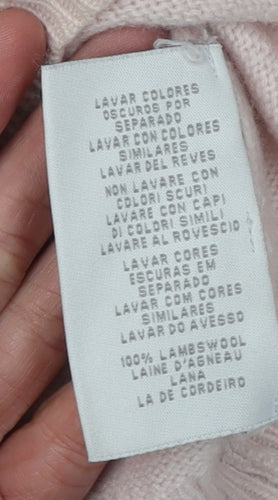 LAVAR COLORES
OSCUROS POR
SEPARADO
LAVAR CON COLORES
SIMILARES
LAVAR DEL REVES
NON LAVARE CON
COLORI SCURI
LAVARE CON CAPI
DI COLORI SIMILI
LAVARE AL ROVESCIO
LAVAR CORES
ESCURAS EM
SEPARADO
LAVAR COM CORES
SIMILARES
LAVAR DO AVESSO
100% LAMBSWOOL
LAINE D'AGNEAU
LANA
LA DE CORDEIRO